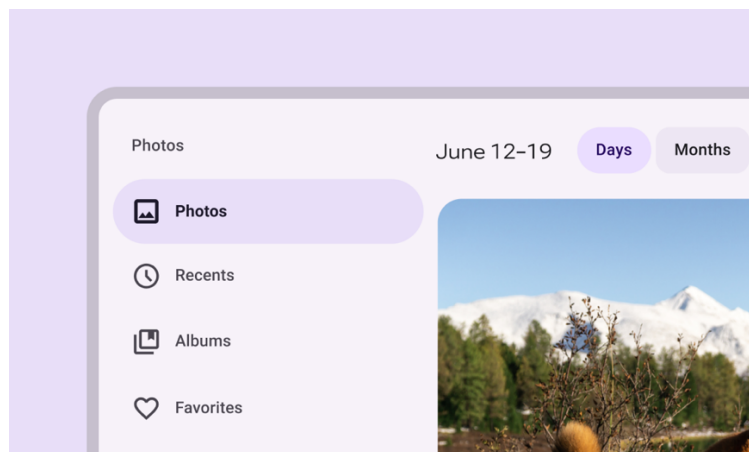 Photos
June 12–19
Days
Months
Photos
Recents
Albums
Favorites